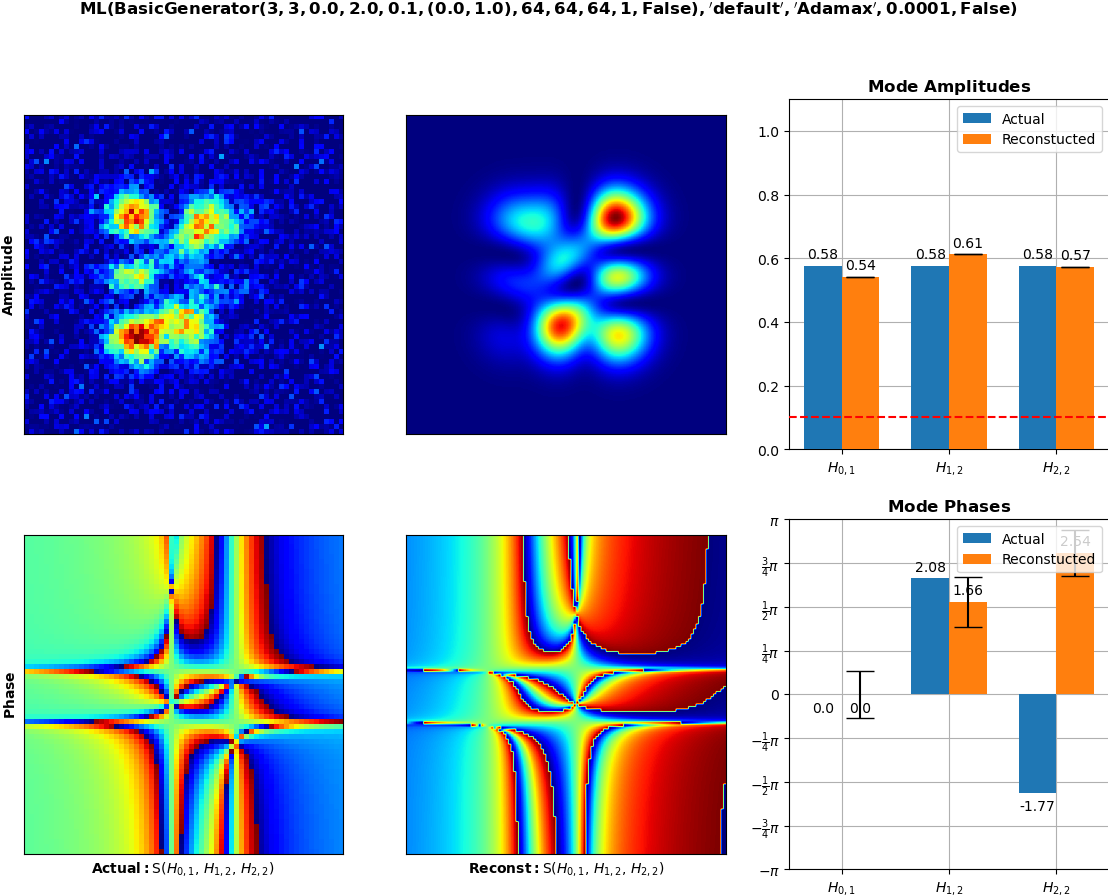 ML(BasicGenerator(3, 3, 0.0, 2.0, 0.1, (0.0, 1.0), 64, 64, 64, 1, False), ′default′, ′Adamax′, 0.0001, False)
Amplitude
Mode Amplitudes
Actual
Reconstucted
1.0
0.8
0.6
0.4
0.2
0.0
0.58
0.54
0.58
0.61
0.58
0.57
H0,1
H1,2
H2,2
Phase
Actual: S(H0,1, H1,2, H2,2)
Reconst: S(H0,1, H1,2, H2,2)
Mode Phases
Actual
Reconstucted
π
3/4π
1/2π
1/4π
0
−1/4π
−1/2π
−3/4π
−π
0.0
0.0
2.08
1.66
-1.77
2.54
H0,1
H1,2
H2,2